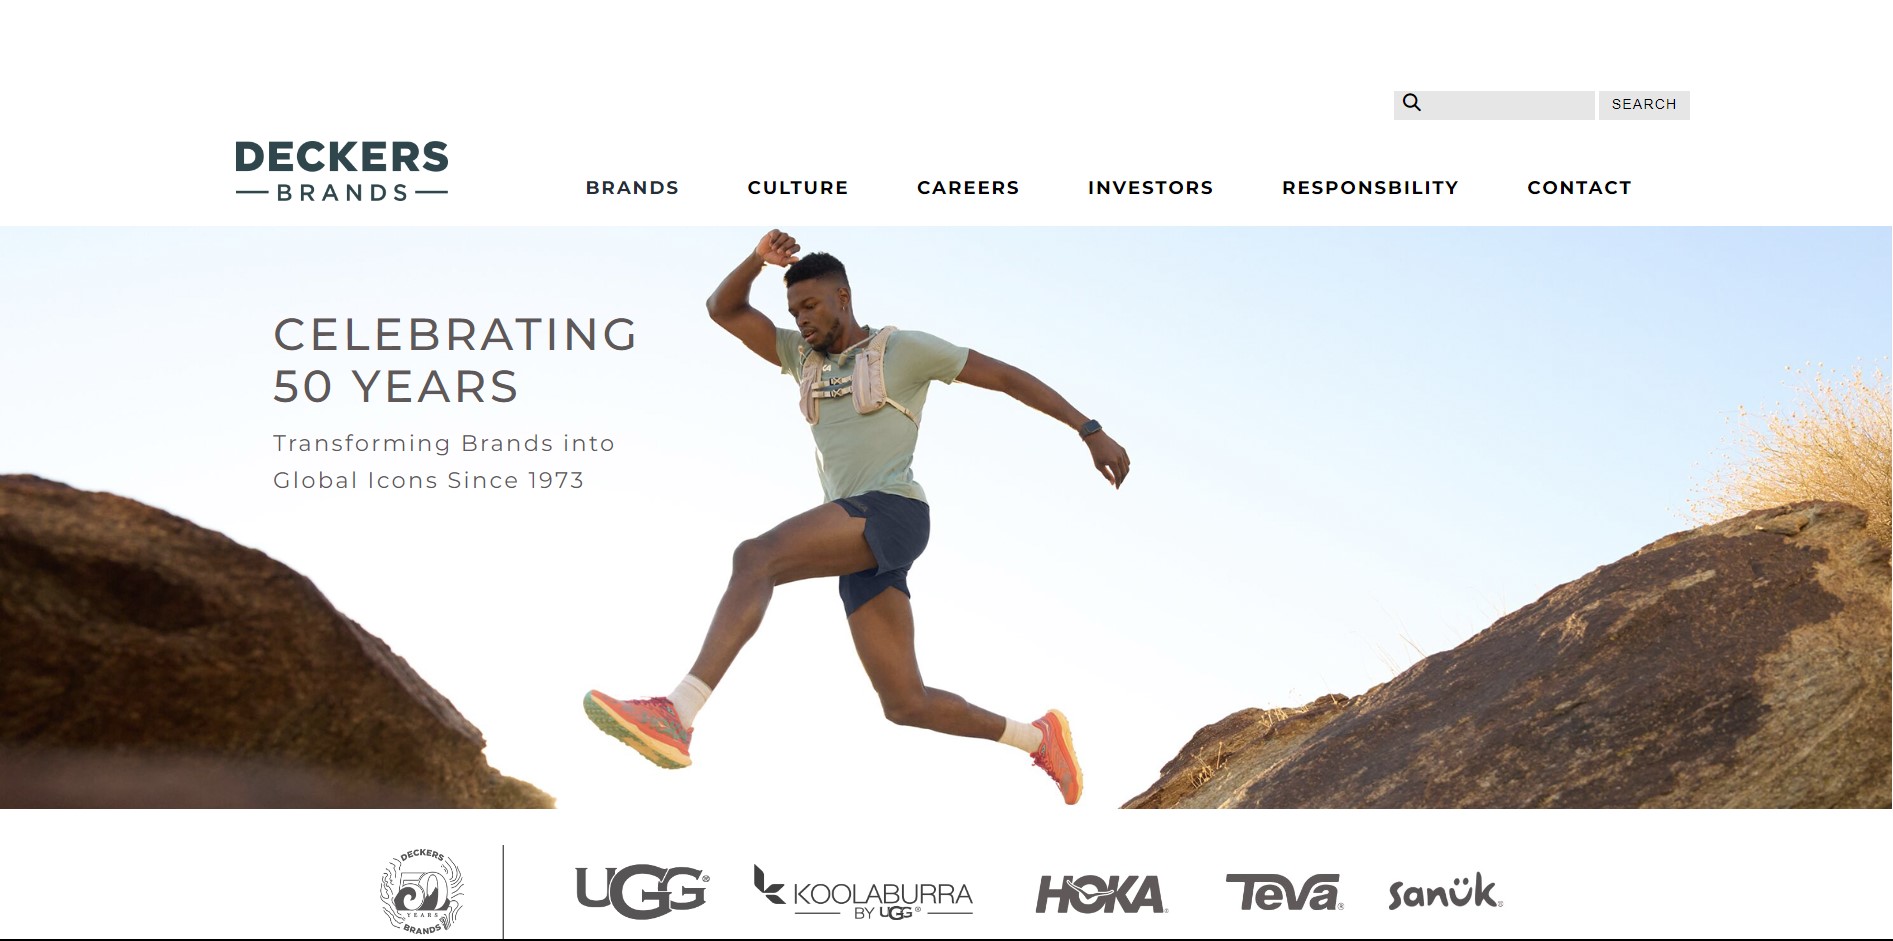 SEARCH
DECKERS
BRANDS
BRANDS CULTURE CAREERS INVESTORS RESPONSBILITY CONTACT
CELEBRATING
50 YEARS
Transforming Brands into
Global Icons Since 1973
DECKERS
50
YEARS
BRANDS
UGG®
KOOLABURRA
BY UGG®
HOKA®
Teva®
sanük®